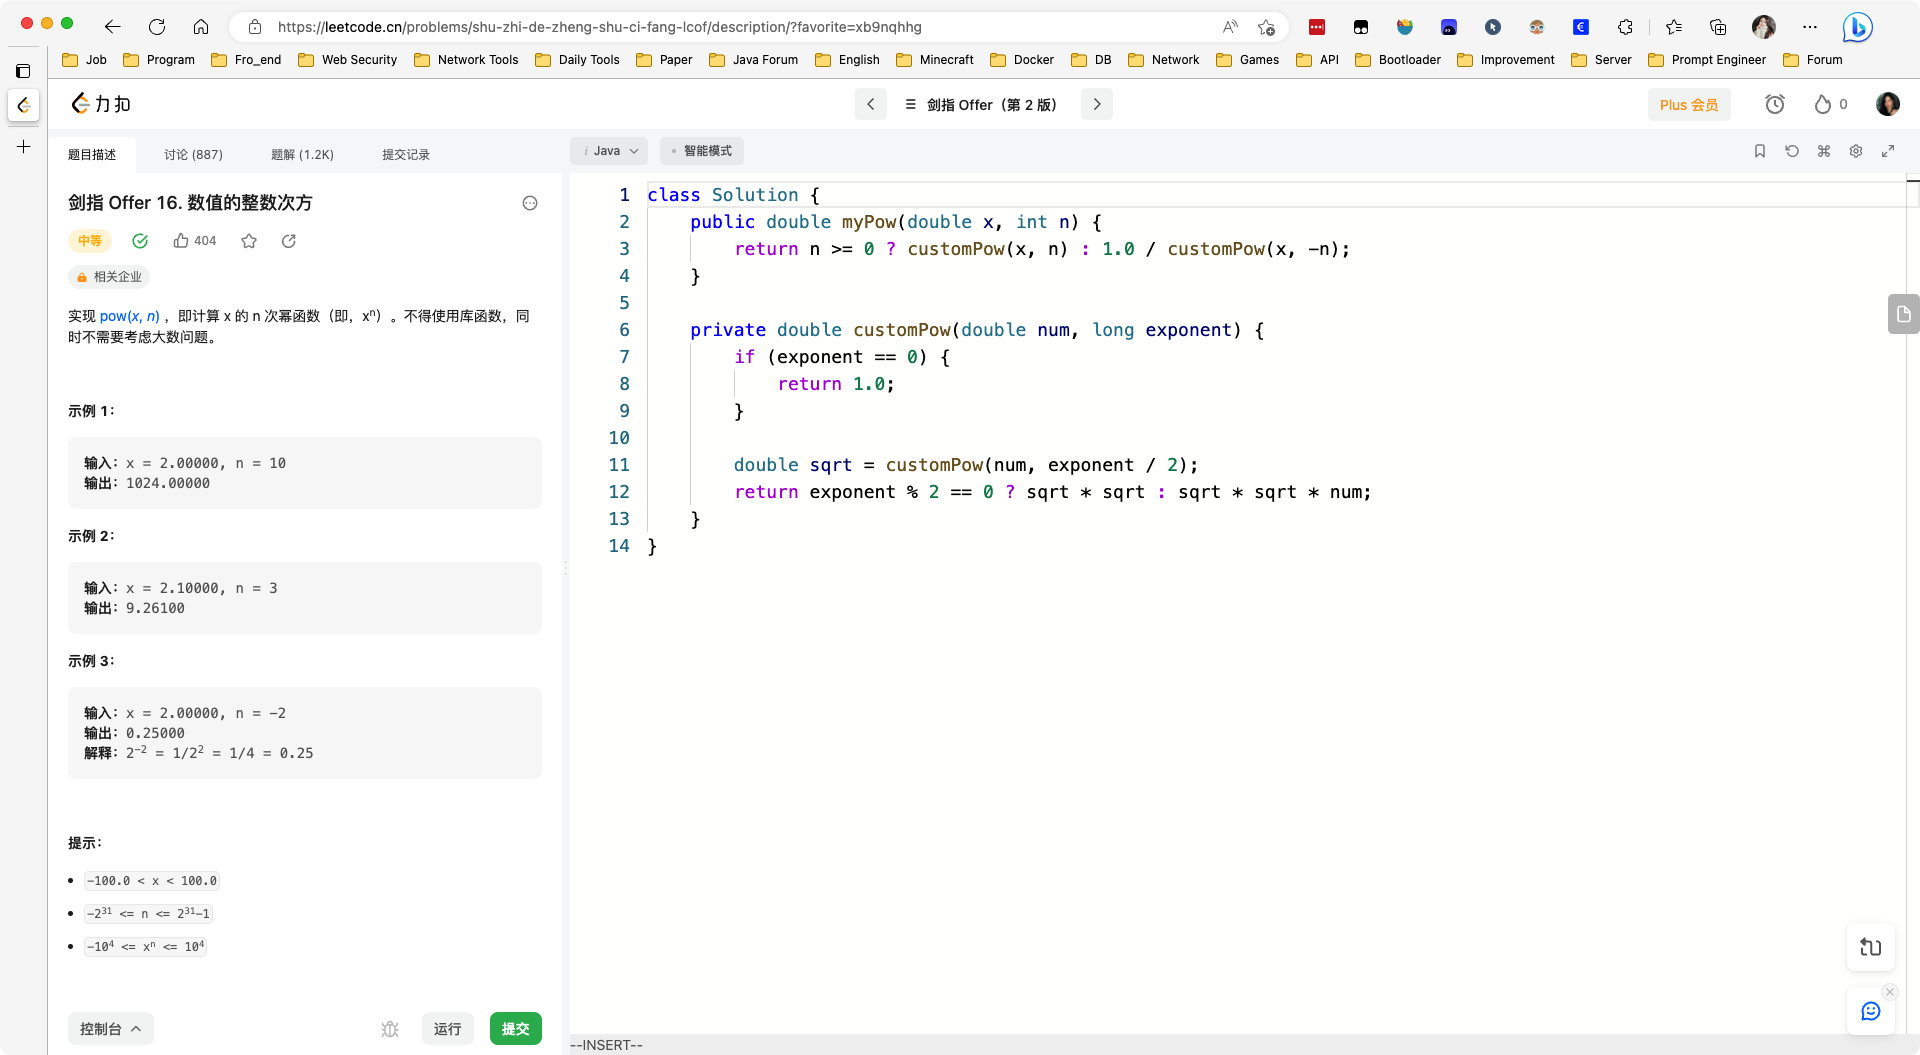 https://leetcode.cn/problems/shu-zhi-de-zheng-shu-ci-fang-lcof/description/?favorite=xb9nqhhg
Job Program Fro_end Web Security Network Tools Daily Tools Paper Java Forum English Minecraft Docker DB Network Games API Bootloader Improvement Server Prompt Engineer Forum
力扣
剑指 Offer（第 2 版）
Plus 会员
0
题目描述 讨论 (887) 题解 (1.2K) 提交记录
剑指 Offer 16. 数值的整数次方
中等 404
相关企业
实现 pow(x, n) ，即计算 x 的 n 次幂函数（即，xⁿ）。不得使用库函数，同
时不需要考虑大数问题。
示例 1：
输入：x = 2.00000, n = 10
输出：1024.00000
示例 2：
输入：x = 2.10000, n = 3
输出：9.26100
示例 3：
输入：x = 2.00000, n = -2
输出：0.25000
解释：2⁻² = 1/2² = 1/4 = 0.25
提示：
-100.0 < x < 100.0
-2³¹ <= n <= 2³¹-1
-10⁴ <= xⁿ <= 10⁴
控制台 运行 提交
i Java 智能模式
1 class Solution {
2     public double myPow(double x, int n) {
3         return n >= 0 ? customPow(x, n) : 1.0 / customPow(x, -n);
4     }
5
6     private double customPow(double num, long exponent) {
7         if (exponent == 0) {
8             return 1.0;
9         }
10
11         double sqrt = customPow(num, exponent / 2);
12         return exponent % 2 == 0 ? sqrt * sqrt : sqrt * sqrt * num;
13     }
14 }
--INSERT--